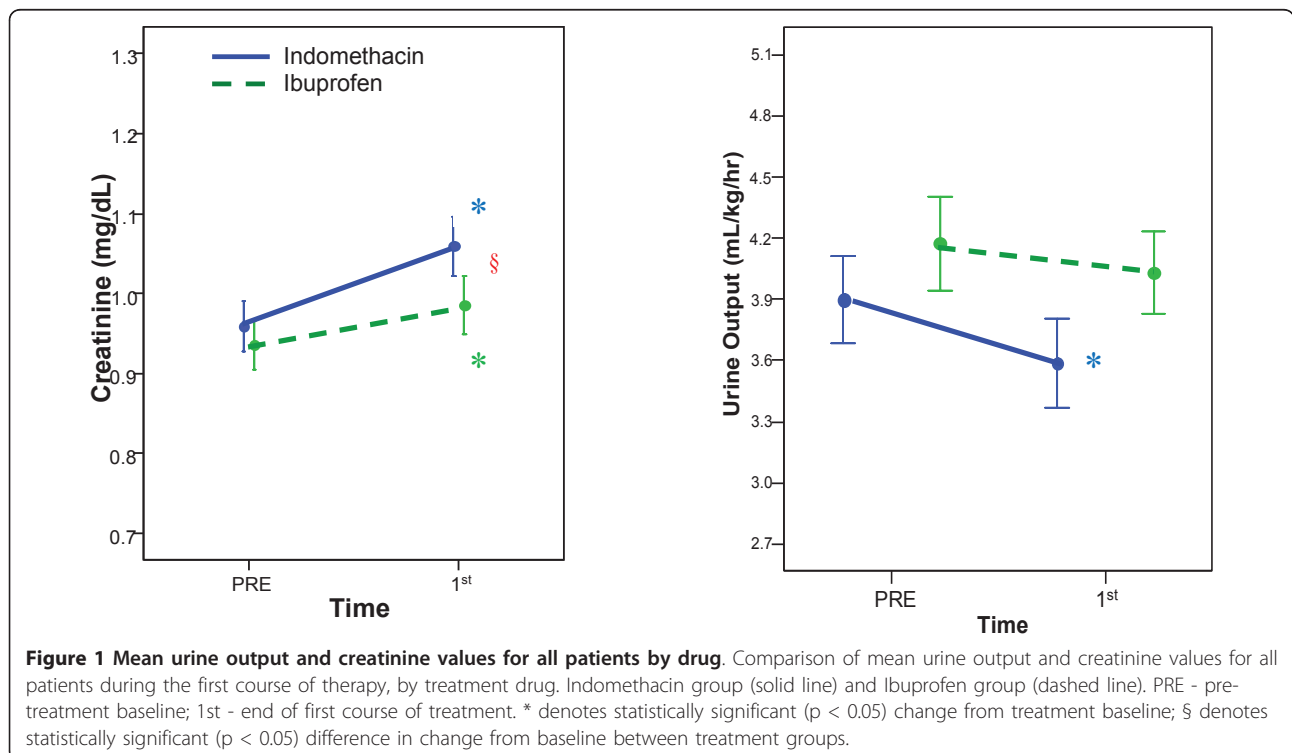 Indomethacin
Ibuprofen
Creatinine (mg/dL)
1.3
1.2
1.1
1.0
0.9
0.8
0.7
*
§
*
PRE
1st
Time
Urine Output (mL/kg/hr)
5.1
4.8
4.5
4.2
3.9
3.6
3.3
3.0
2.7
*
PRE
1st
Time
Figure 1 Mean urine output and creatinine values for all patients by drug. Comparison of mean urine output and creatinine values for all
patients during the first course of therapy, by treatment drug. Indomethacin group (solid line) and Ibuprofen group (dashed line). PRE - pre-
treatment baseline; 1st - end of first course of treatment. * denotes statistically significant (p < 0.05) change from treatment baseline; § denotes
statistically significant (p < 0.05) difference in change from baseline between treatment groups.